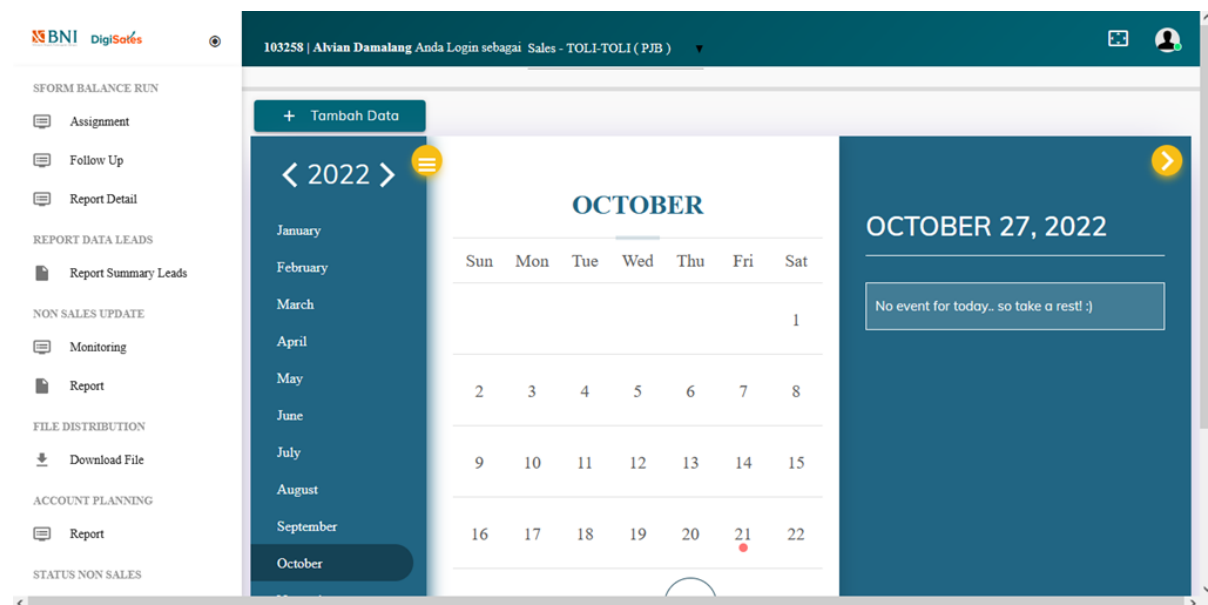 BNI DigiSales
103258 | Alvian Damalang Anda Login sebagai Sales - TOLI-TOLI ( PJB )
SFORM BALANCE RUN
Assignment
Follow Up
Report Detail
REPORT DATA LEADS
Report Summary Leads
NON SALES UPDATE
Monitoring
Report
FILE DISTRIBUTION
Download File
ACCOUNT PLANNING
Report
STATUS NON SALES
+ Tambah Data
2022
January
February
March
April
May
June
July
August
September
October
OCTOBER
Sun Mon Tue Wed Thu Fri Sat
1
2 3 4 5 6 7 8
9 10 11 12 13 14 15
16 17 18 19 20 21 22
OCTOBER 27, 2022
No event for today.. so take a rest! :)